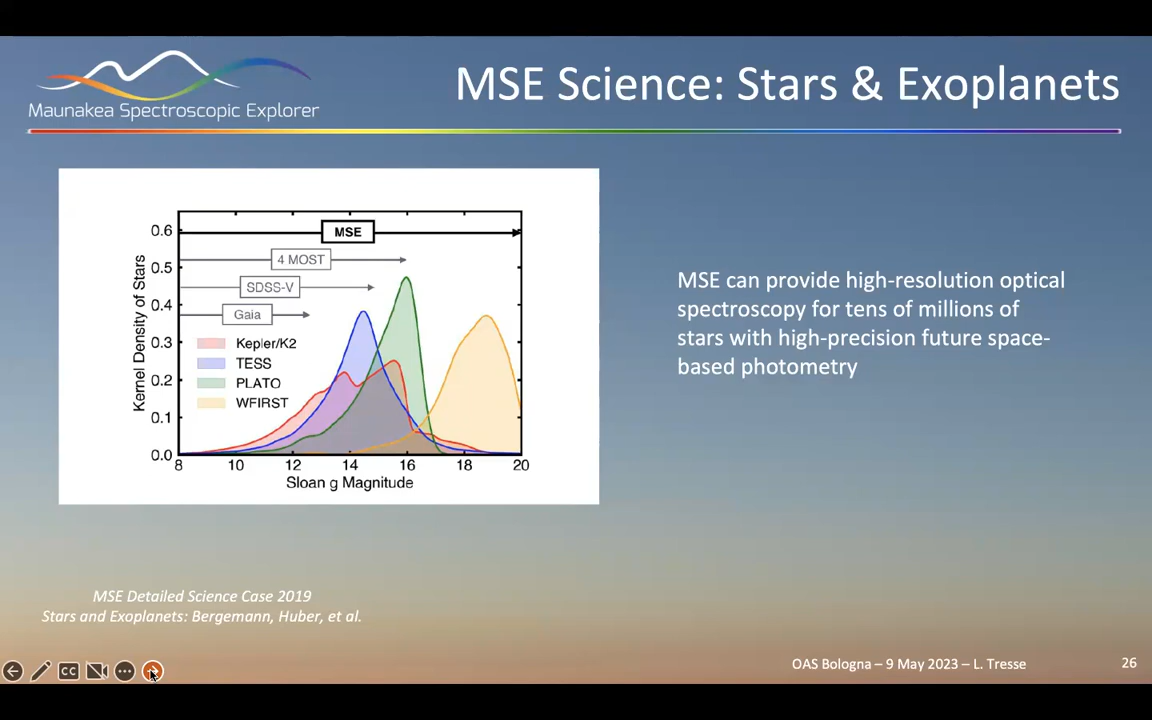 MSE Science: Stars & Exoplanets
Maunakea Spectroscopic Explorer
Kernel Density of Stars
0.6
0.5
0.4
0.3
0.2
0.1
0.0
MSE
4 MOST
SDSS-V
Gaia
Kepler/K2
TESS
PLATO
WFIRST
8 10 12 14 16 18 20
Sloan g Magnitude
MSE can provide high-resolution optical
spectroscopy for tens of millions of
stars with high-precision future space-
based photometry
MSE Detailed Science Case 2019
Stars and Exoplanets: Bergemann, Huber, et al.
CC
OAS Bologna – 9 May 2023 – L. Tresse
26